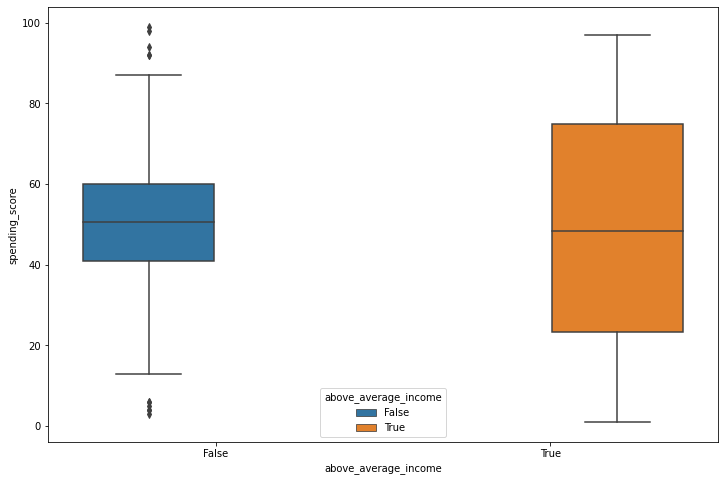 100
80
60
40
20
0
spending_score
above_average_income
False
True
False
True
above_average_income